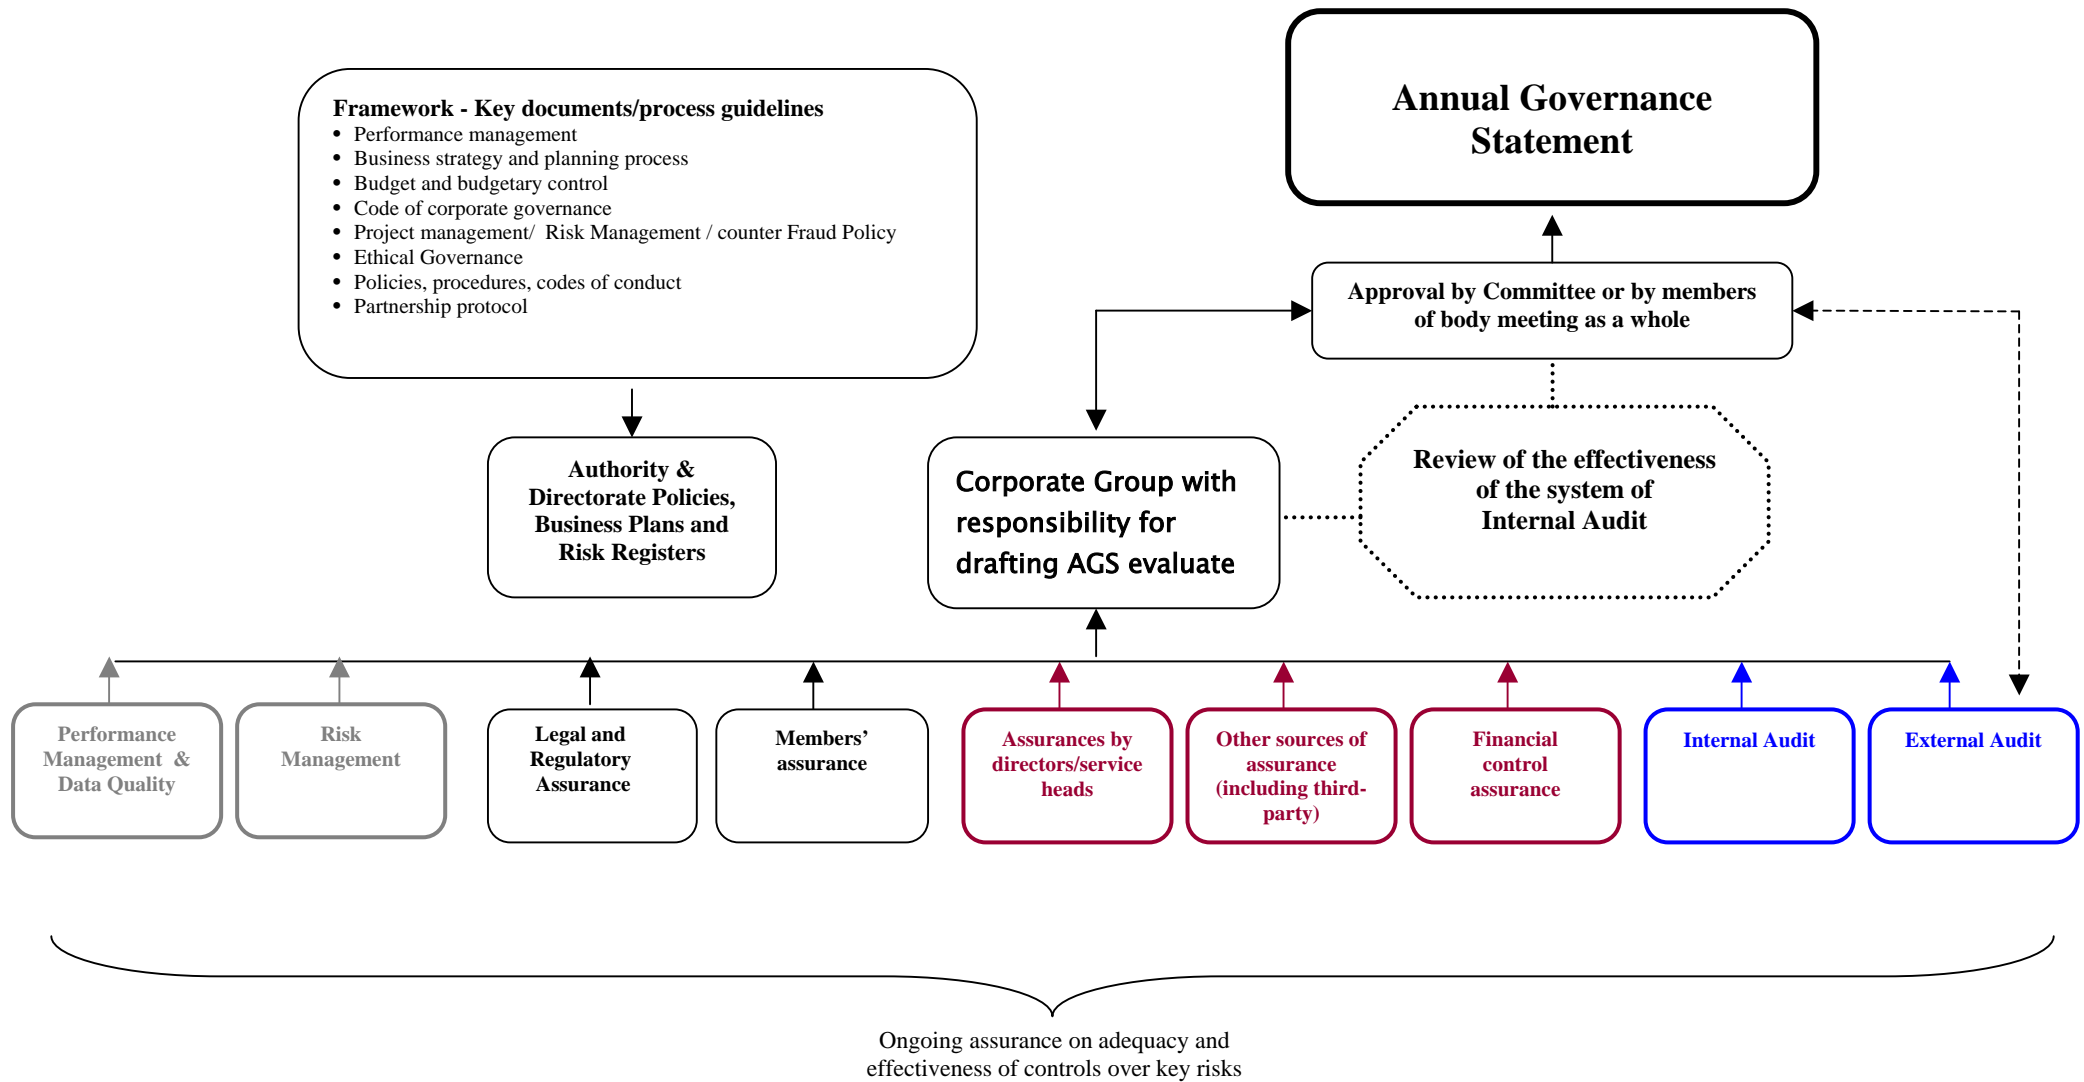 Annual Governance
Statement
Framework - Key documents/process guidelines
• Performance management
• Business strategy and planning process
• Budget and budgetary control
• Code of corporate governance
• Project management/ Risk Management / counter Fraud Policy
• Ethical Governance
• Policies, procedures, codes of conduct
• Partnership protocol
Approval by Committee or by members
of body meeting as a whole
Authority &
Directorate Policies,
Business Plans and
Risk Registers
Corporate Group with
responsibility for
drafting AGS evaluate
Review of the effectiveness
of the system of
Internal Audit
Performance
Management &
Data Quality
Risk
Management
Legal and
Regulatory
Assurance
Members’
assurance
Assurances by
directors/service
heads
Other sources of
assurance
(including third-
party)
Financial
control
assurance
Internal Audit
External Audit
Ongoing assurance on adequacy and
effectiveness of controls over key risks